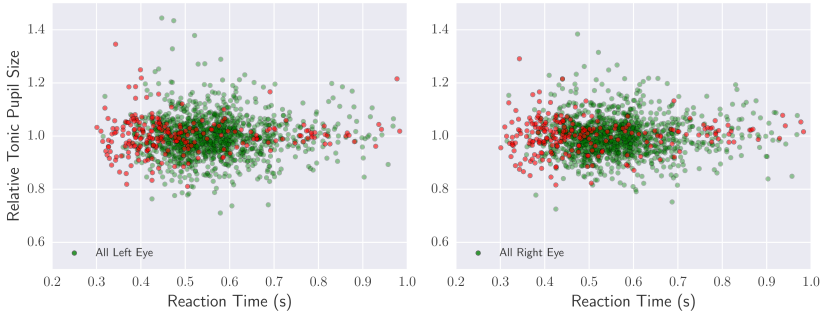 1.4
1.2
1.0
0.8
0.6
Relative Tonic Pupil Size
All Left Eye
0.2 0.3 0.4 0.5 0.6 0.7 0.8 0.9 1.0
Reaction Time (s)
1.4
1.2
1.0
0.8
0.6
All Right Eye
0.2 0.3 0.4 0.5 0.6 0.7 0.8 0.9 1.0
Reaction Time (s)